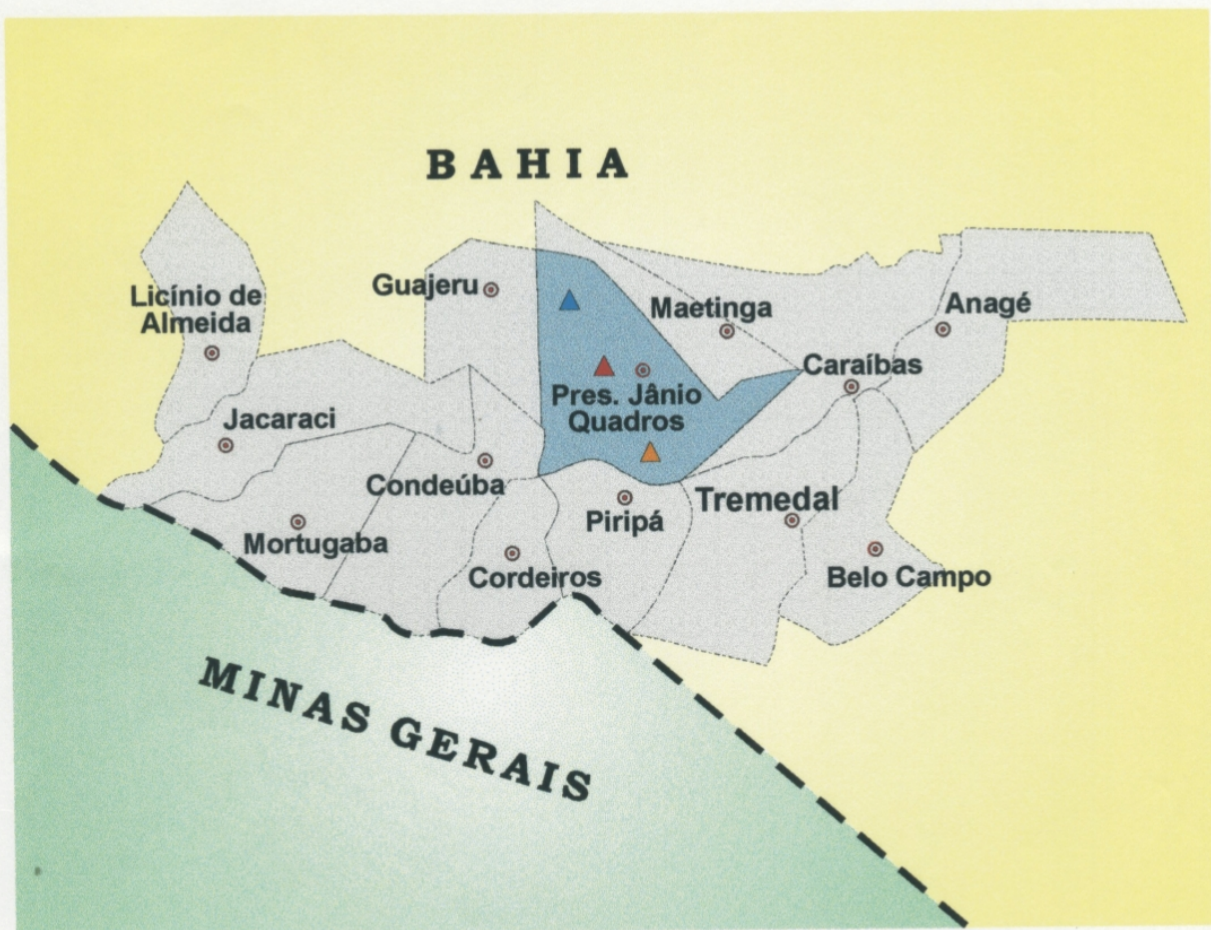 BAHIA
Guajeru
Licínio de
Almeida
Maetinga
Anagé
Caraíbas
Pres. Jânio
Quadros
Jacaraci
Condeúba
Tremedal
Piripá
Mortugaba
Cordeiros
Belo Campo
MINAS GERAIS